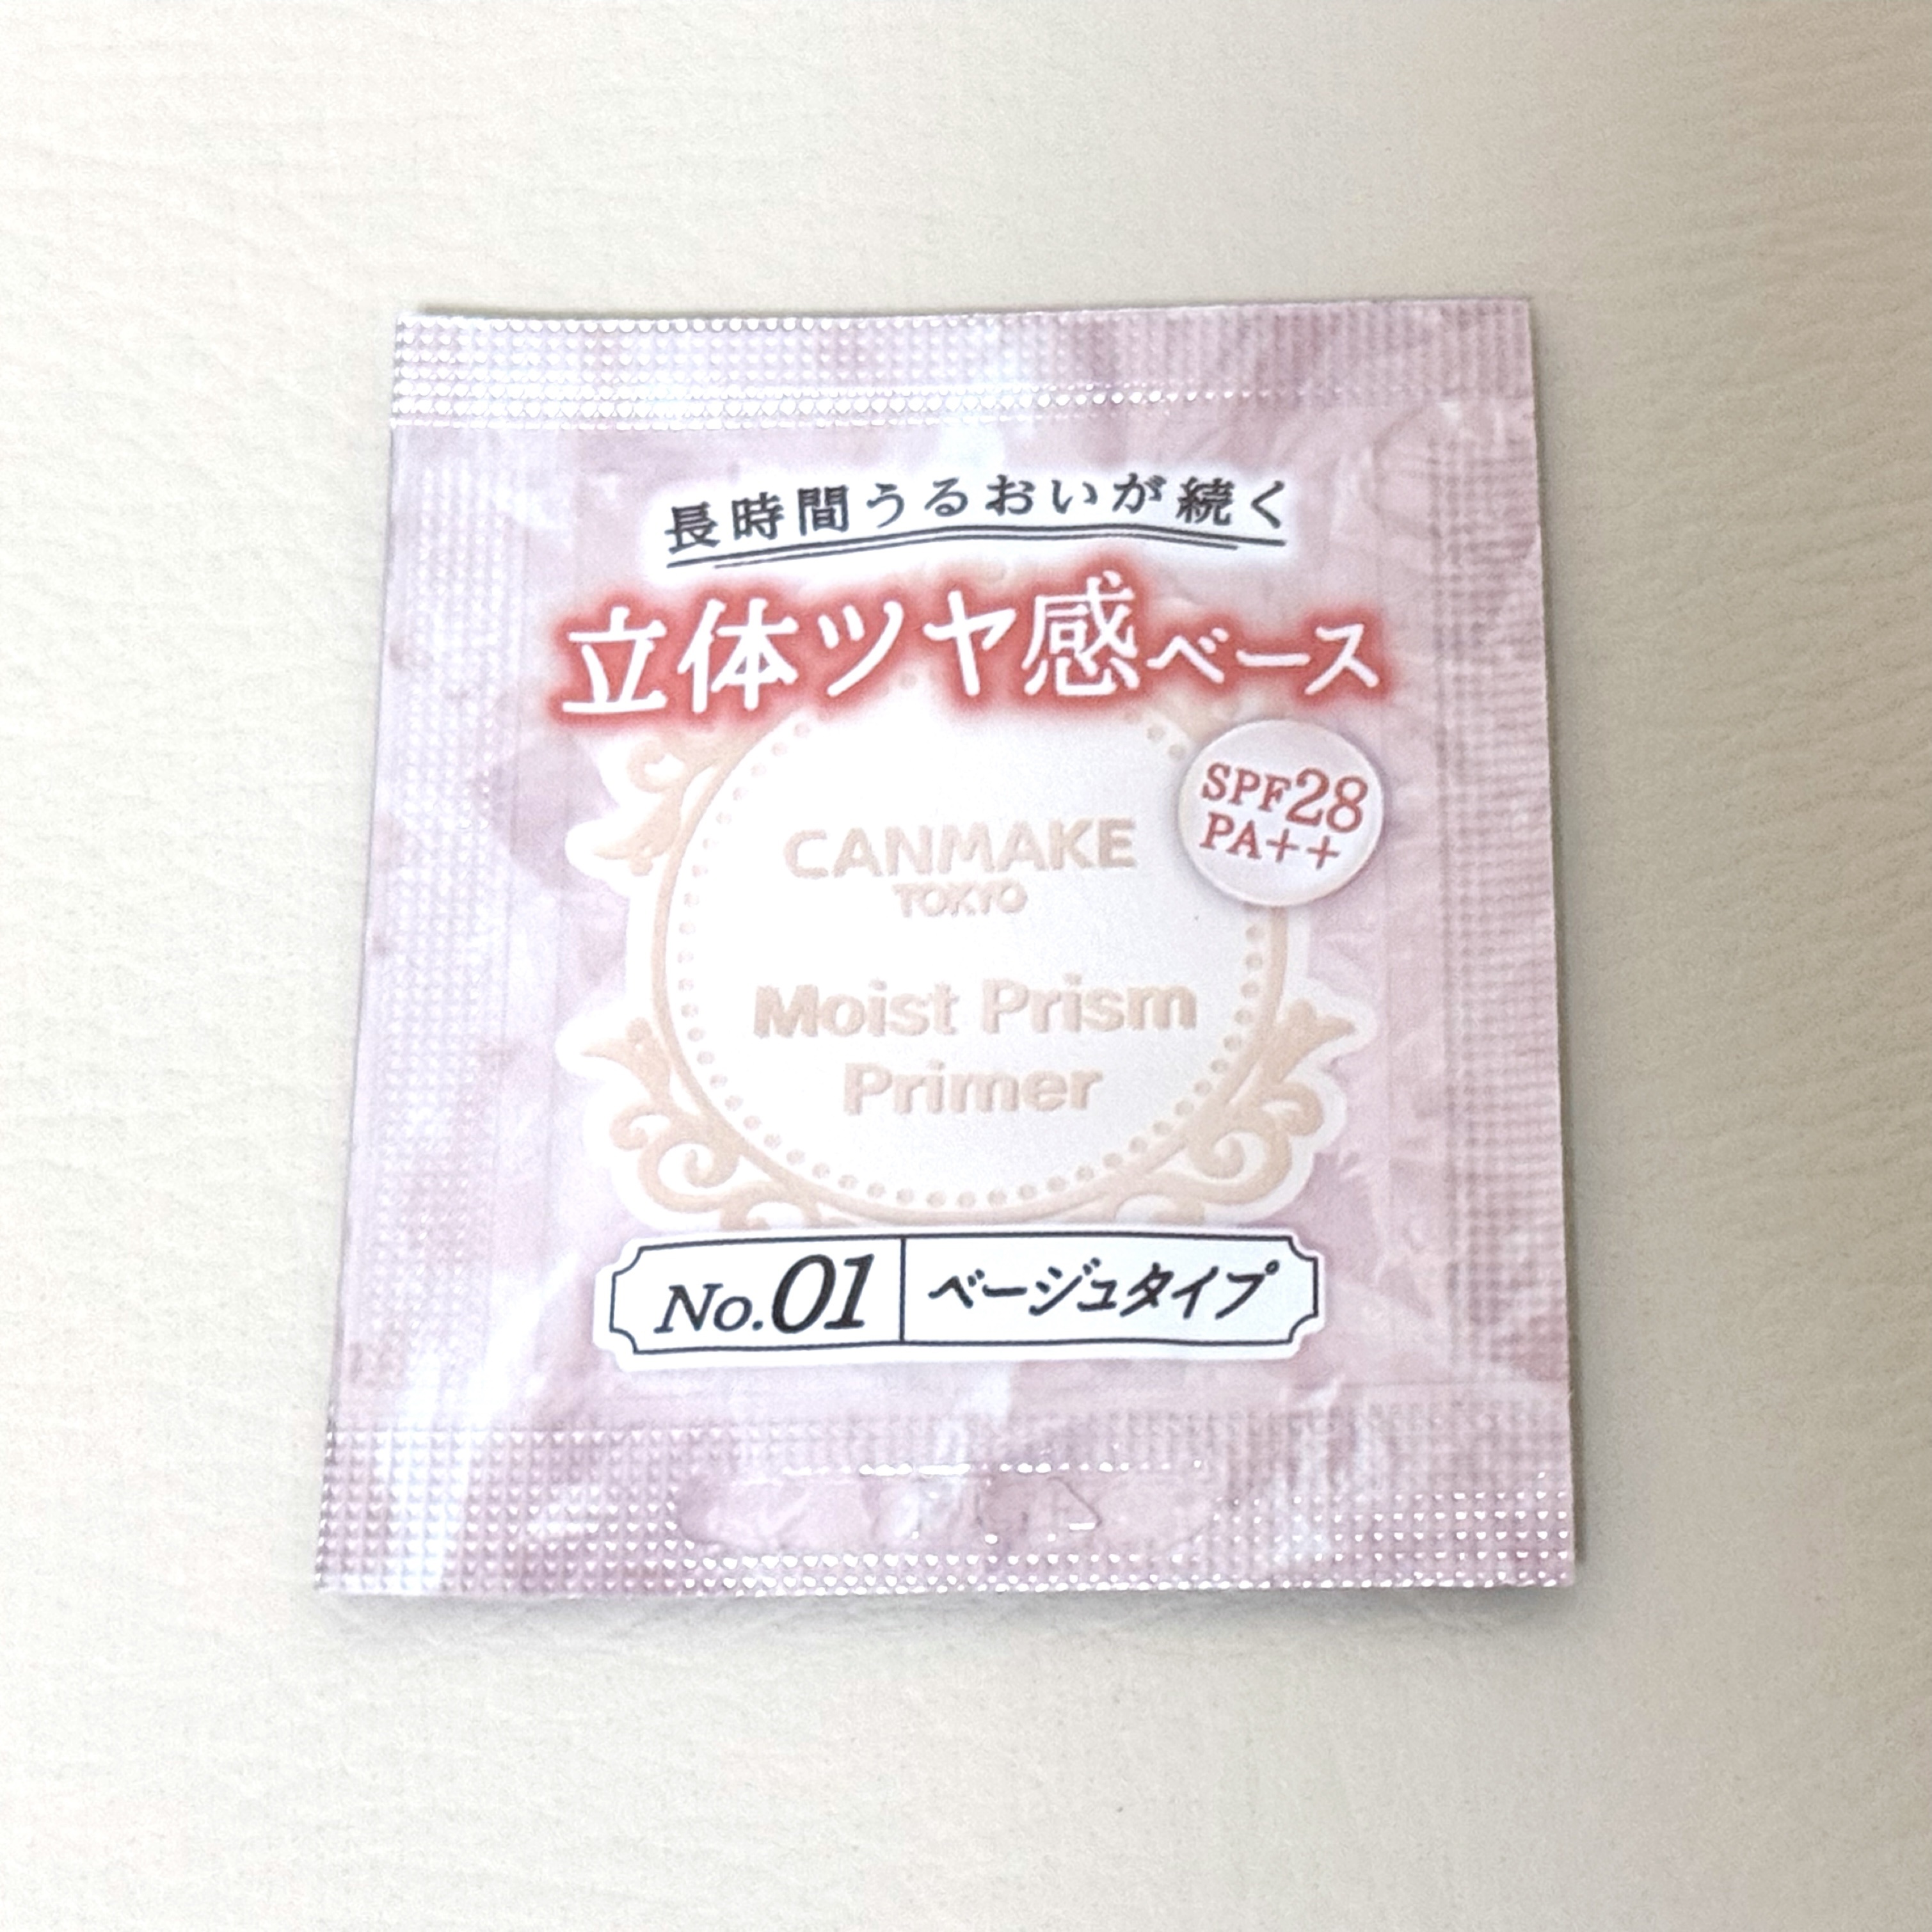 長時間うるおいが続く
立体ツヤ感ベース
SPF28
PA++
CANMAKE
TOKYO
Moist Prism
Primer
No.01 ベージュタイプ